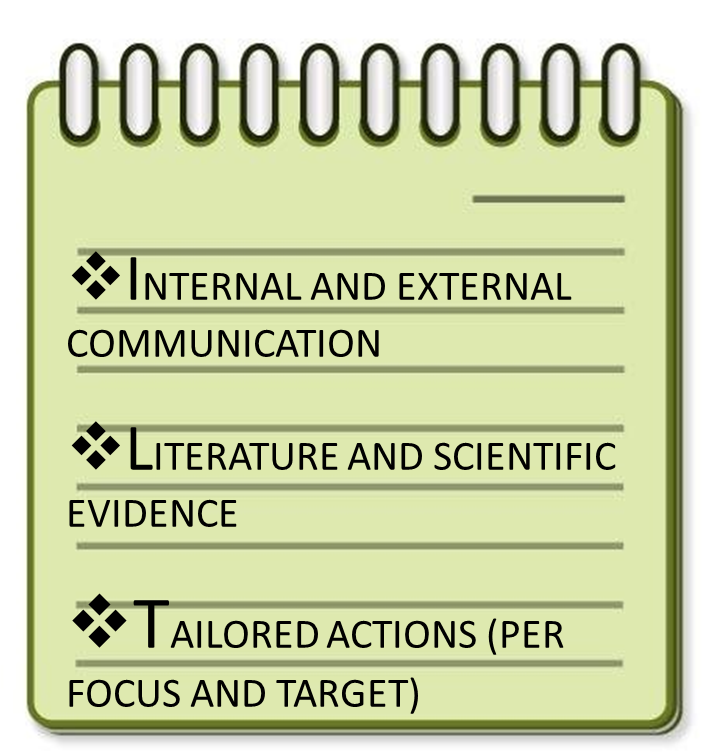 ❖INTERNAL AND EXTERNAL
COMMUNICATION
❖LITERATURE AND SCIENTIFIC
EVIDENCE
❖TAILORED ACTIONS (PER
FOCUS AND TARGET)